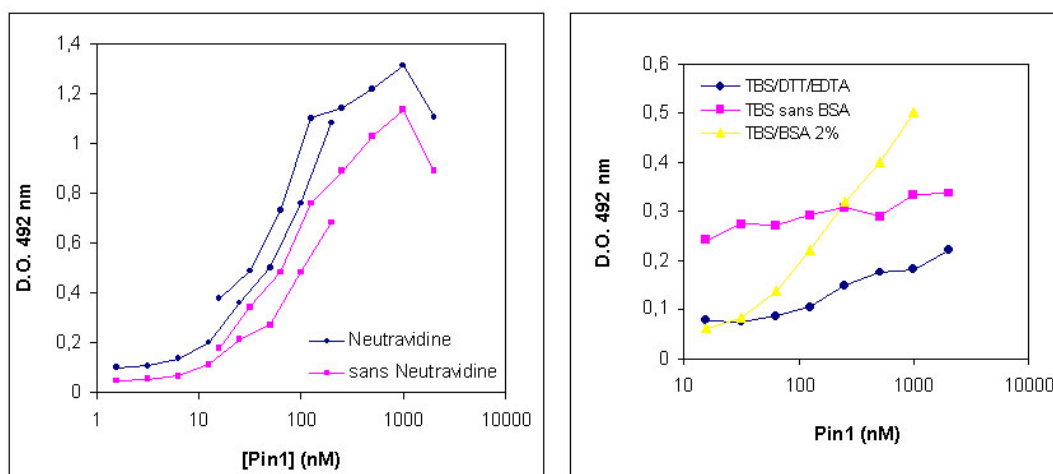 D.O. 492 nm
1,4
1,2
1
0,8
0,6
0,4
0,2
0
1 10 100 1000 10000
[Pin1] (nM)
Neutravidine
sans Neutravidine
D.O. 492 nm
0,6
0,5
0,4
0,3
0,2
0,1
0
10 100 1000 10000
Pin1 (nM)
TBS/DTT/EDTA
TBS sans BSA
TBS/BSA 2%